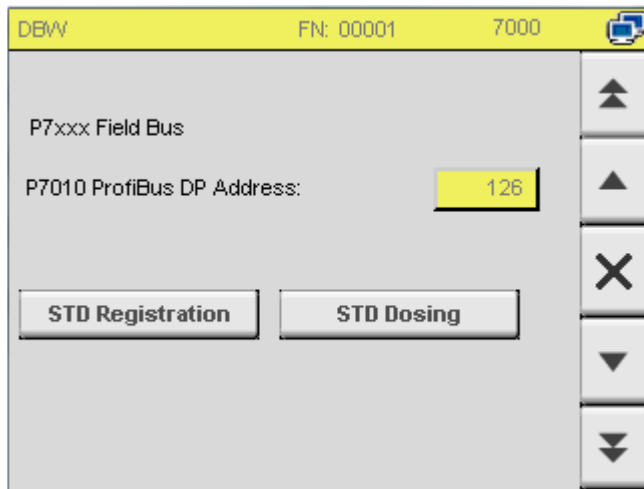 DBW FN: 00001 7000
P7xxx Field Bus
P7010 ProfiBus DP Address: 126
STD Registration STD Dosing